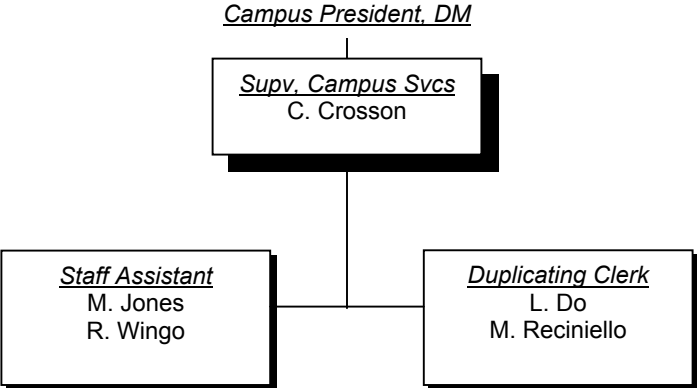 Campus President, DM
Supv, Campus Svcs
C. Crosson
Staff Assistant
M. Jones
R. Wingo
Duplicating Clerk
L. Do
M. Reciniello